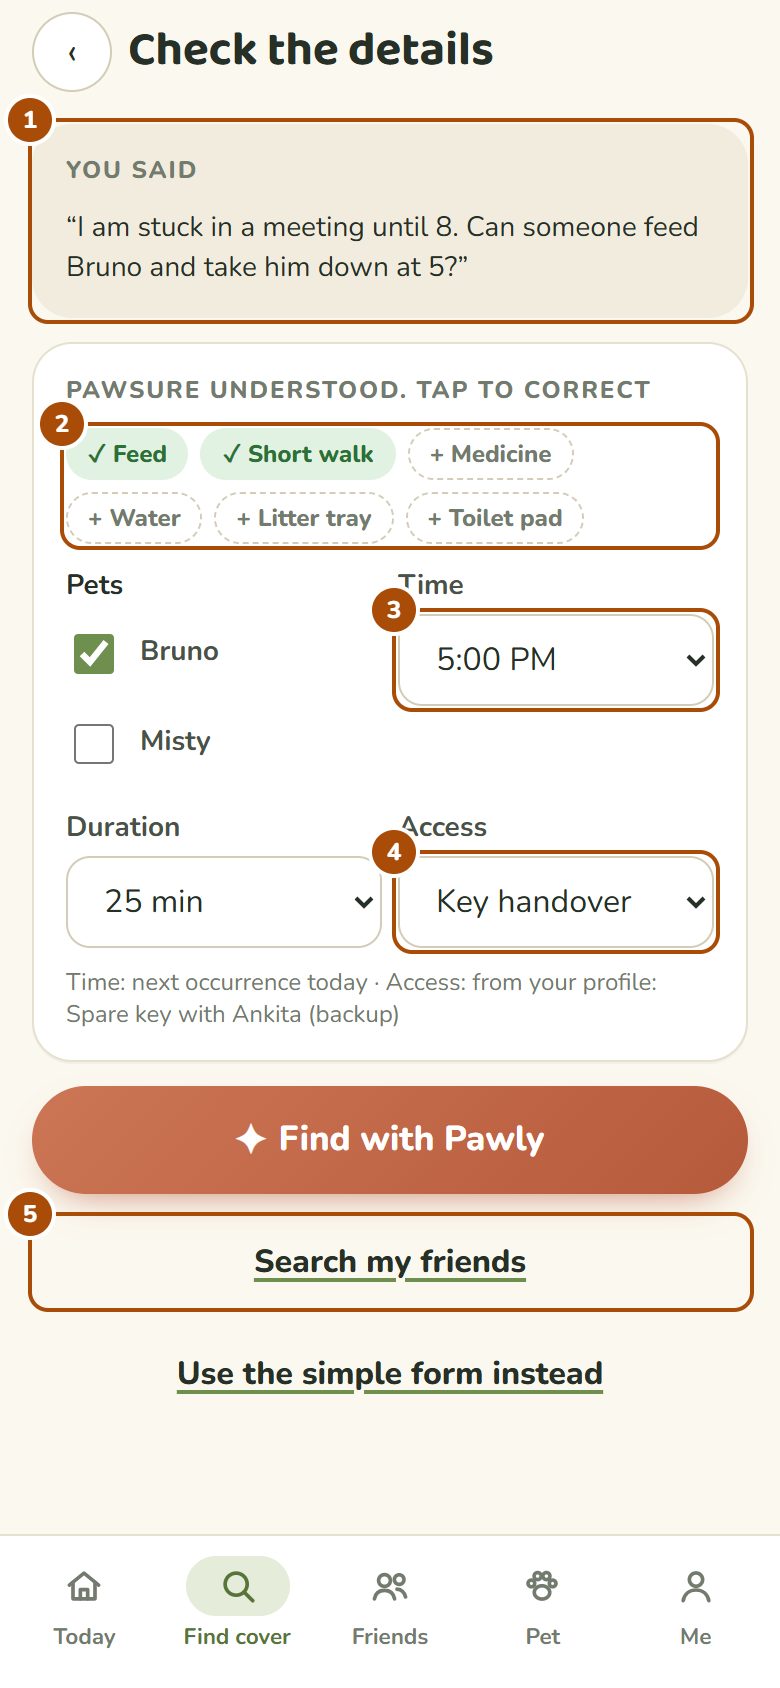 ‹ Check the details
1
YOU SAID
“I am stuck in a meeting until 8. Can someone feed
Bruno and take him down at 5?”
PAWSURE UNDERSTOOD. TAP TO CORRECT
2
✓ Feed ✓ Short walk + Medicine
+ Water + Litter tray + Toilet pad
Pets Time
3
Bruno 5:00 PM
Misty
Duration Access
4
25 min Key handover
Time: next occurrence today · Access: from your profile:
Spare key with Ankita (backup)
✦ Find with Pawly
5
Search my friends
Use the simple form instead
Today Find cover Friends Pet Me